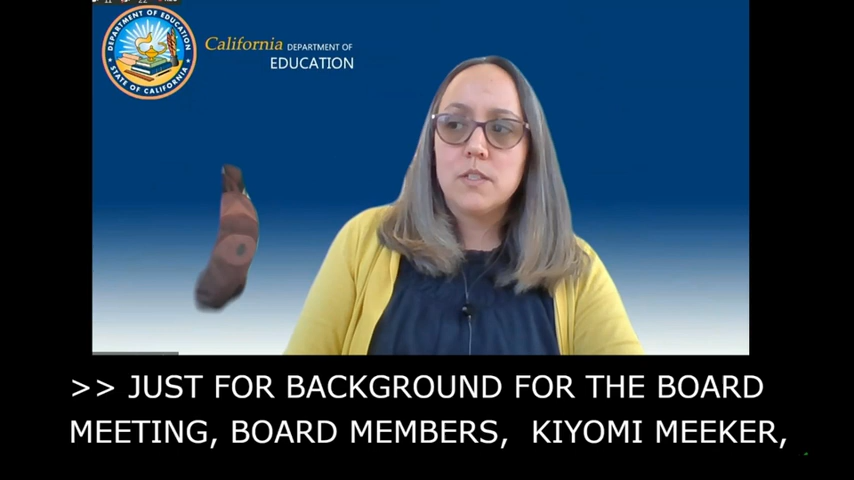 DEPARTMENT OF EDUCATION
STATE OF CALIFORNIA
California DEPARTMENT OF
EDUCATION
>> JUST FOR BACKGROUND FOR THE BOARD
MEETING, BOARD MEMBERS,  KIYOMI MEEKER,